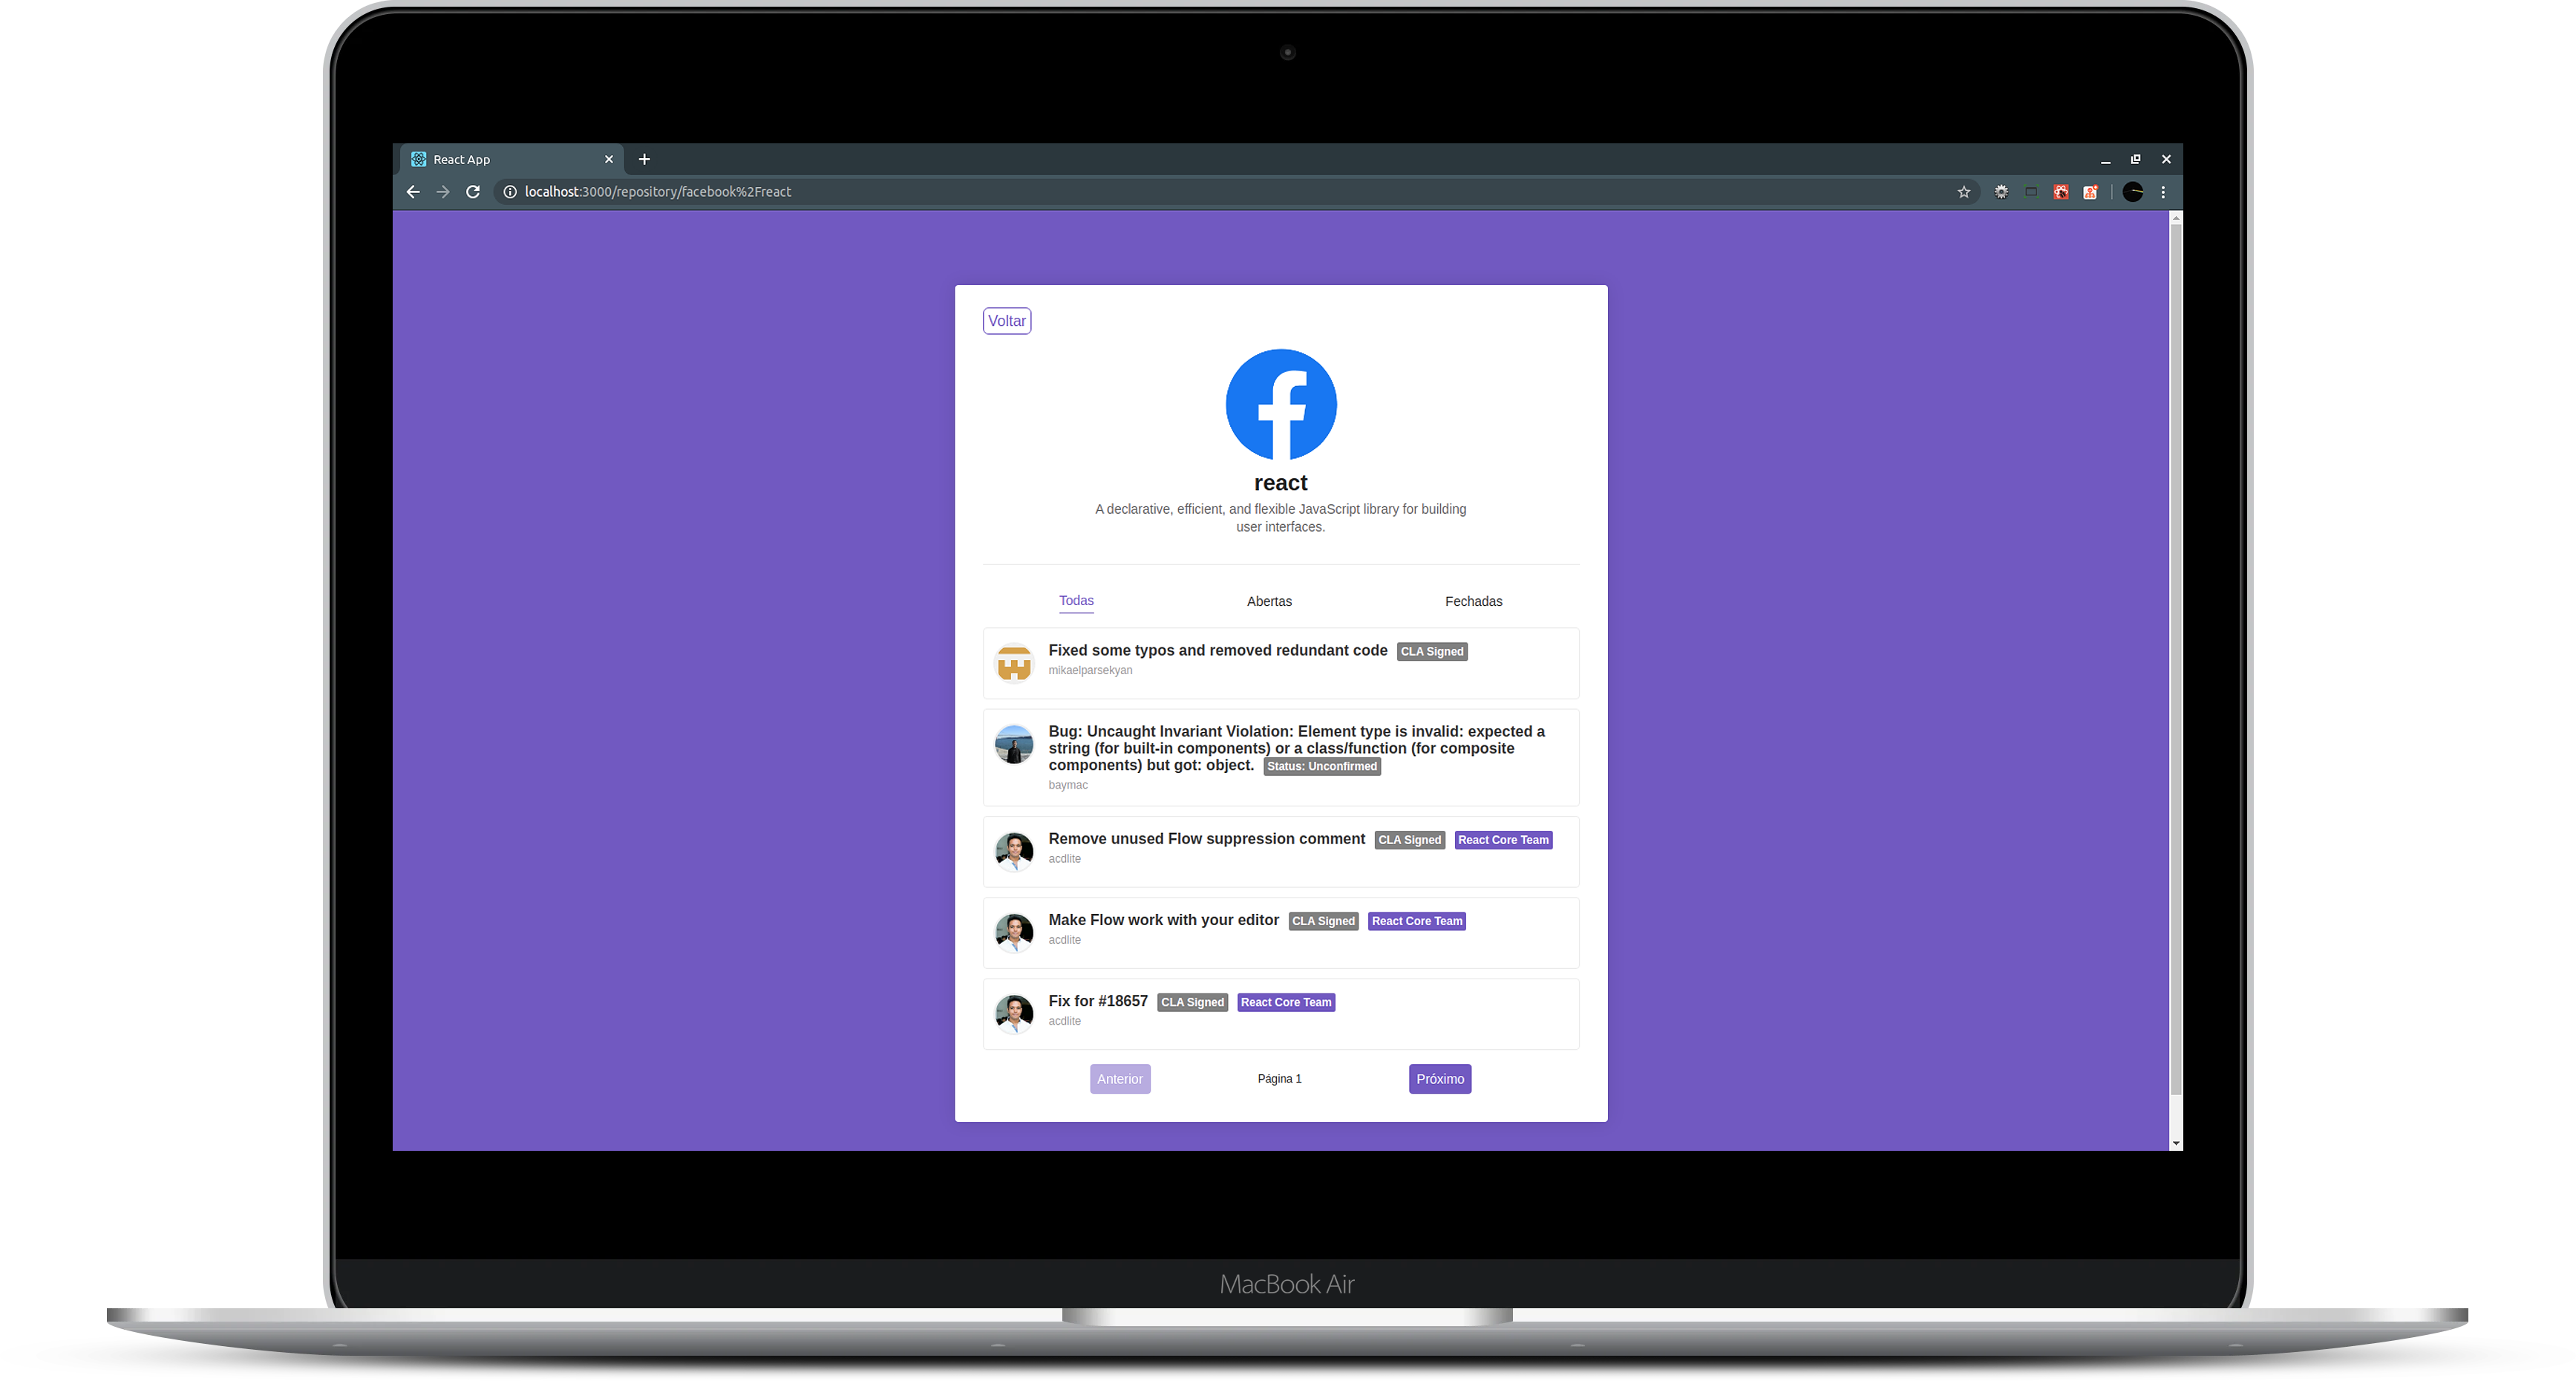 React App
localhost:3000/repository/facebook%2Freact
Voltar
react
A declarative, efficient, and flexible JavaScript library for building
user interfaces.
Todas
Abertas
Fechadas
Fixed some typos and removed redundant code CLA Signed
mikaelparsekyan
Bug: Uncaught Invariant Violation: Element type is invalid: expected a
string (for built-in components) or a class/function (for composite
components) but got: object. Status: Unconfirmed
baymac
Remove unused Flow suppression comment CLA Signed React Core Team
acdlite
Make Flow work with your editor CLA Signed React Core Team
acdlite
Fix for #18657 CLA Signed React Core Team
acdlite
Anterior
Página 1
Próximo
MacBook Air